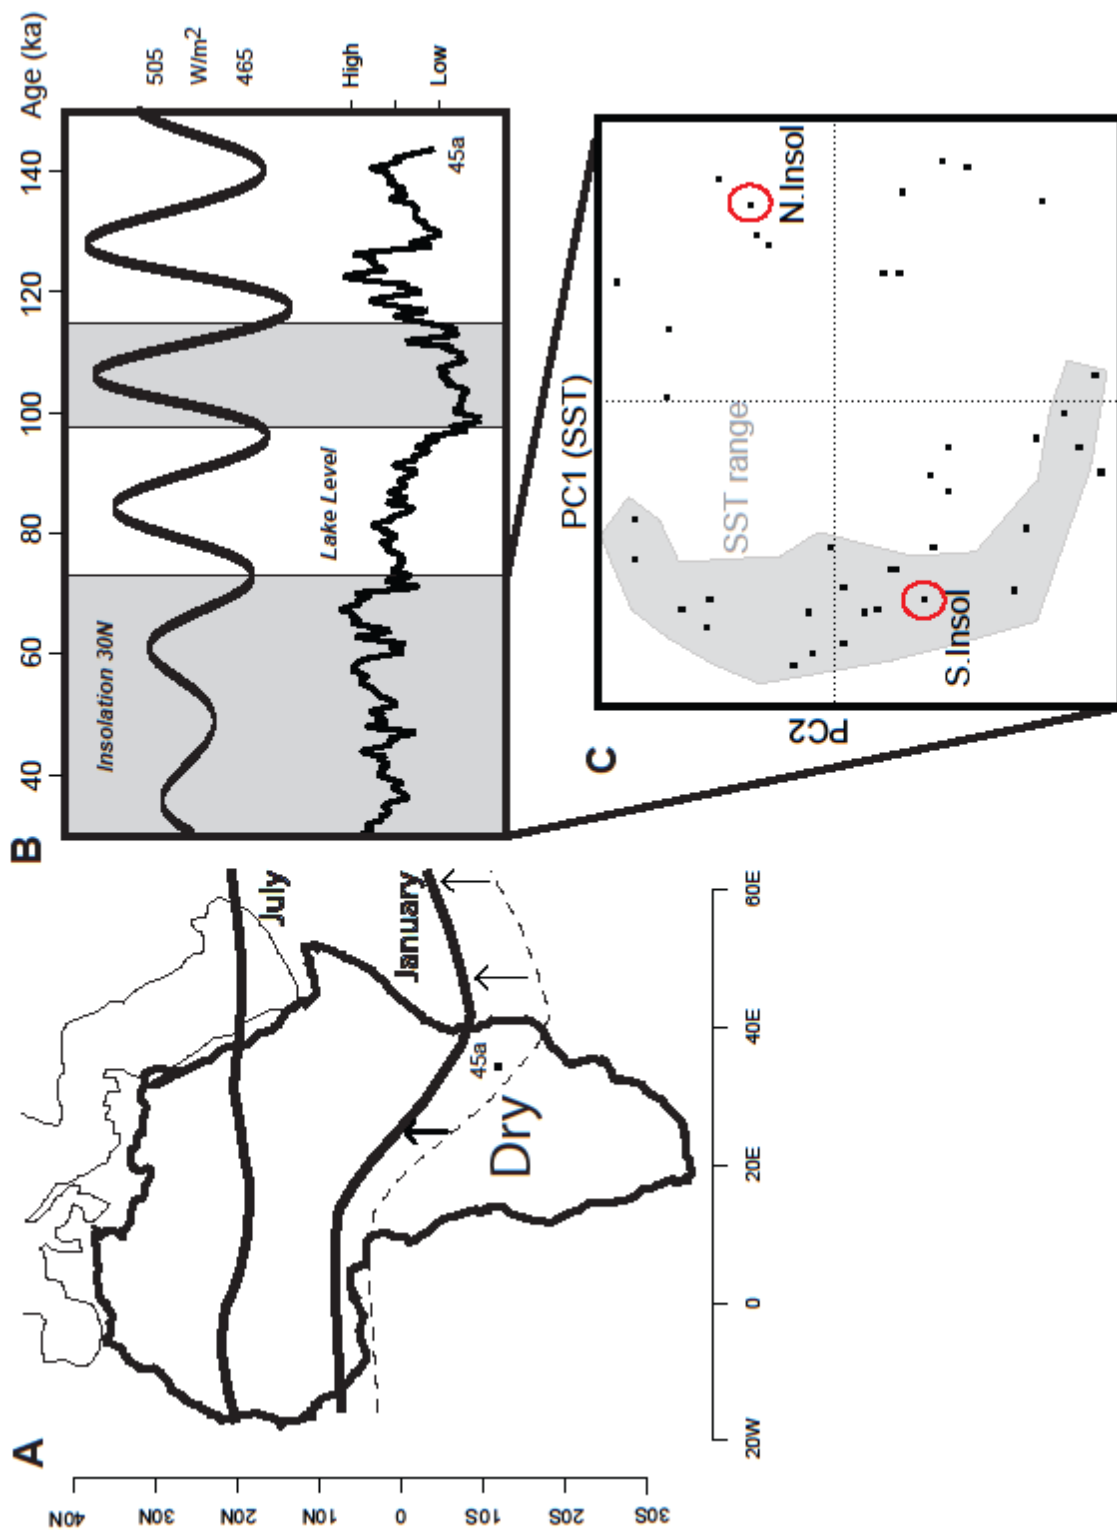 A
40N
30N
20N
10N
0
10S
20S
30S
July
January
45a
Dry
20W
0
20E
40E
60E
B
40
60
80
100
120
140
Age (ka)
Insolation 30N
505
W/m2
465
Lake Level
High
Low
45a
C
PC1 (SST)
PC2
SST range
N.Insol
S.Insol